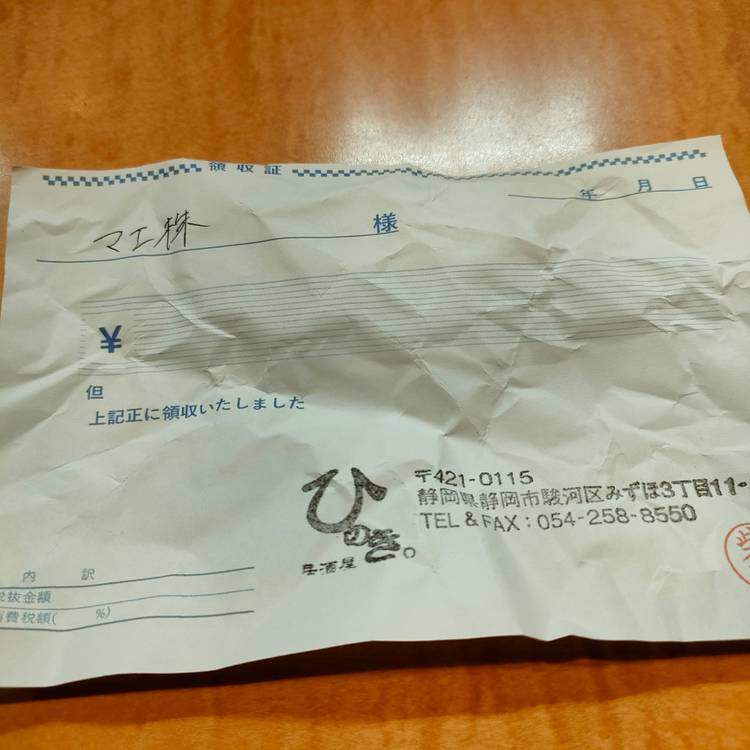 領収証
年 月 日
マエ株 様
¥
但
上記正に領収いたしました
ひのき。
居酒屋
〒421-0115
静岡県静岡市駿河区みずほ3丁目11-
TEL & FAX : 054-258-8550
内 訳
税抜金額
消費税額( %)